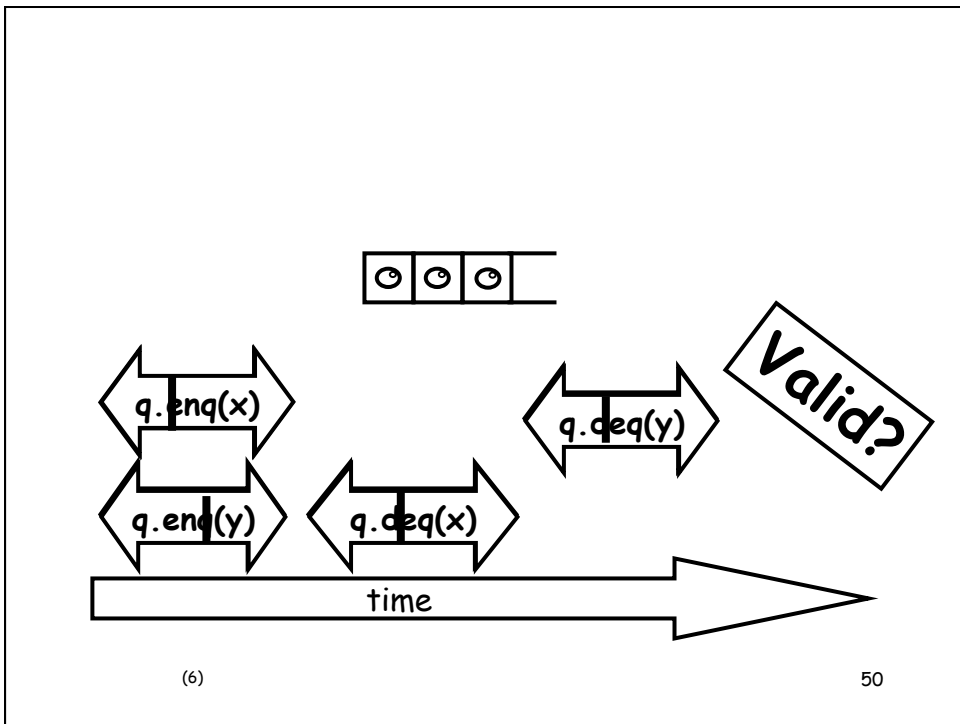 Valid?
q.enq(x)
q.deq(y)
q.enq(y)
q.deq(x)
time
(6)
50